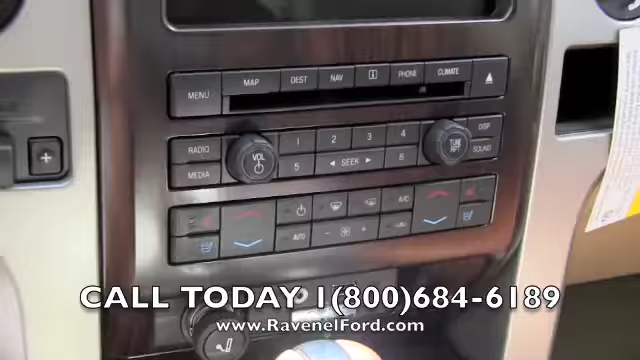 MENU MAP DEST NAV i PHONE CLIMATE
RADIO VOL 1 2 3 4 TUNE DISP
MEDIA 5 SEEK 6 SOUND
A/C
AUTO - +
CALL TODAY 1(800)684-6189
www.RavenelFord.com